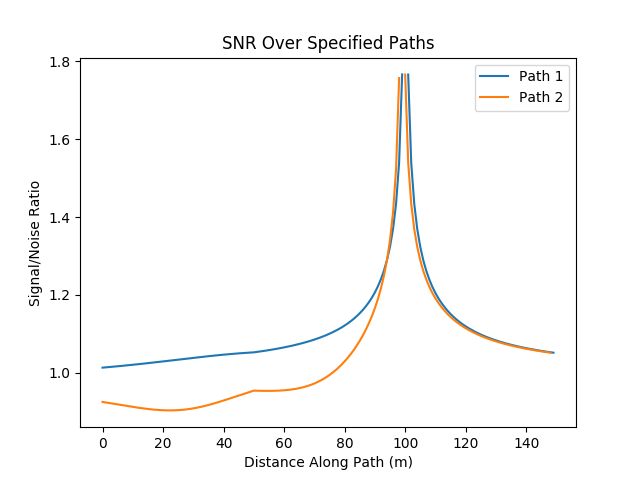 SNR Over Specified Paths
Path 1
Path 2
Signal/Noise Ratio
1.8
1.6
1.4
1.2
1.0
0
20
40
60
80
100
120
140
Distance Along Path (m)